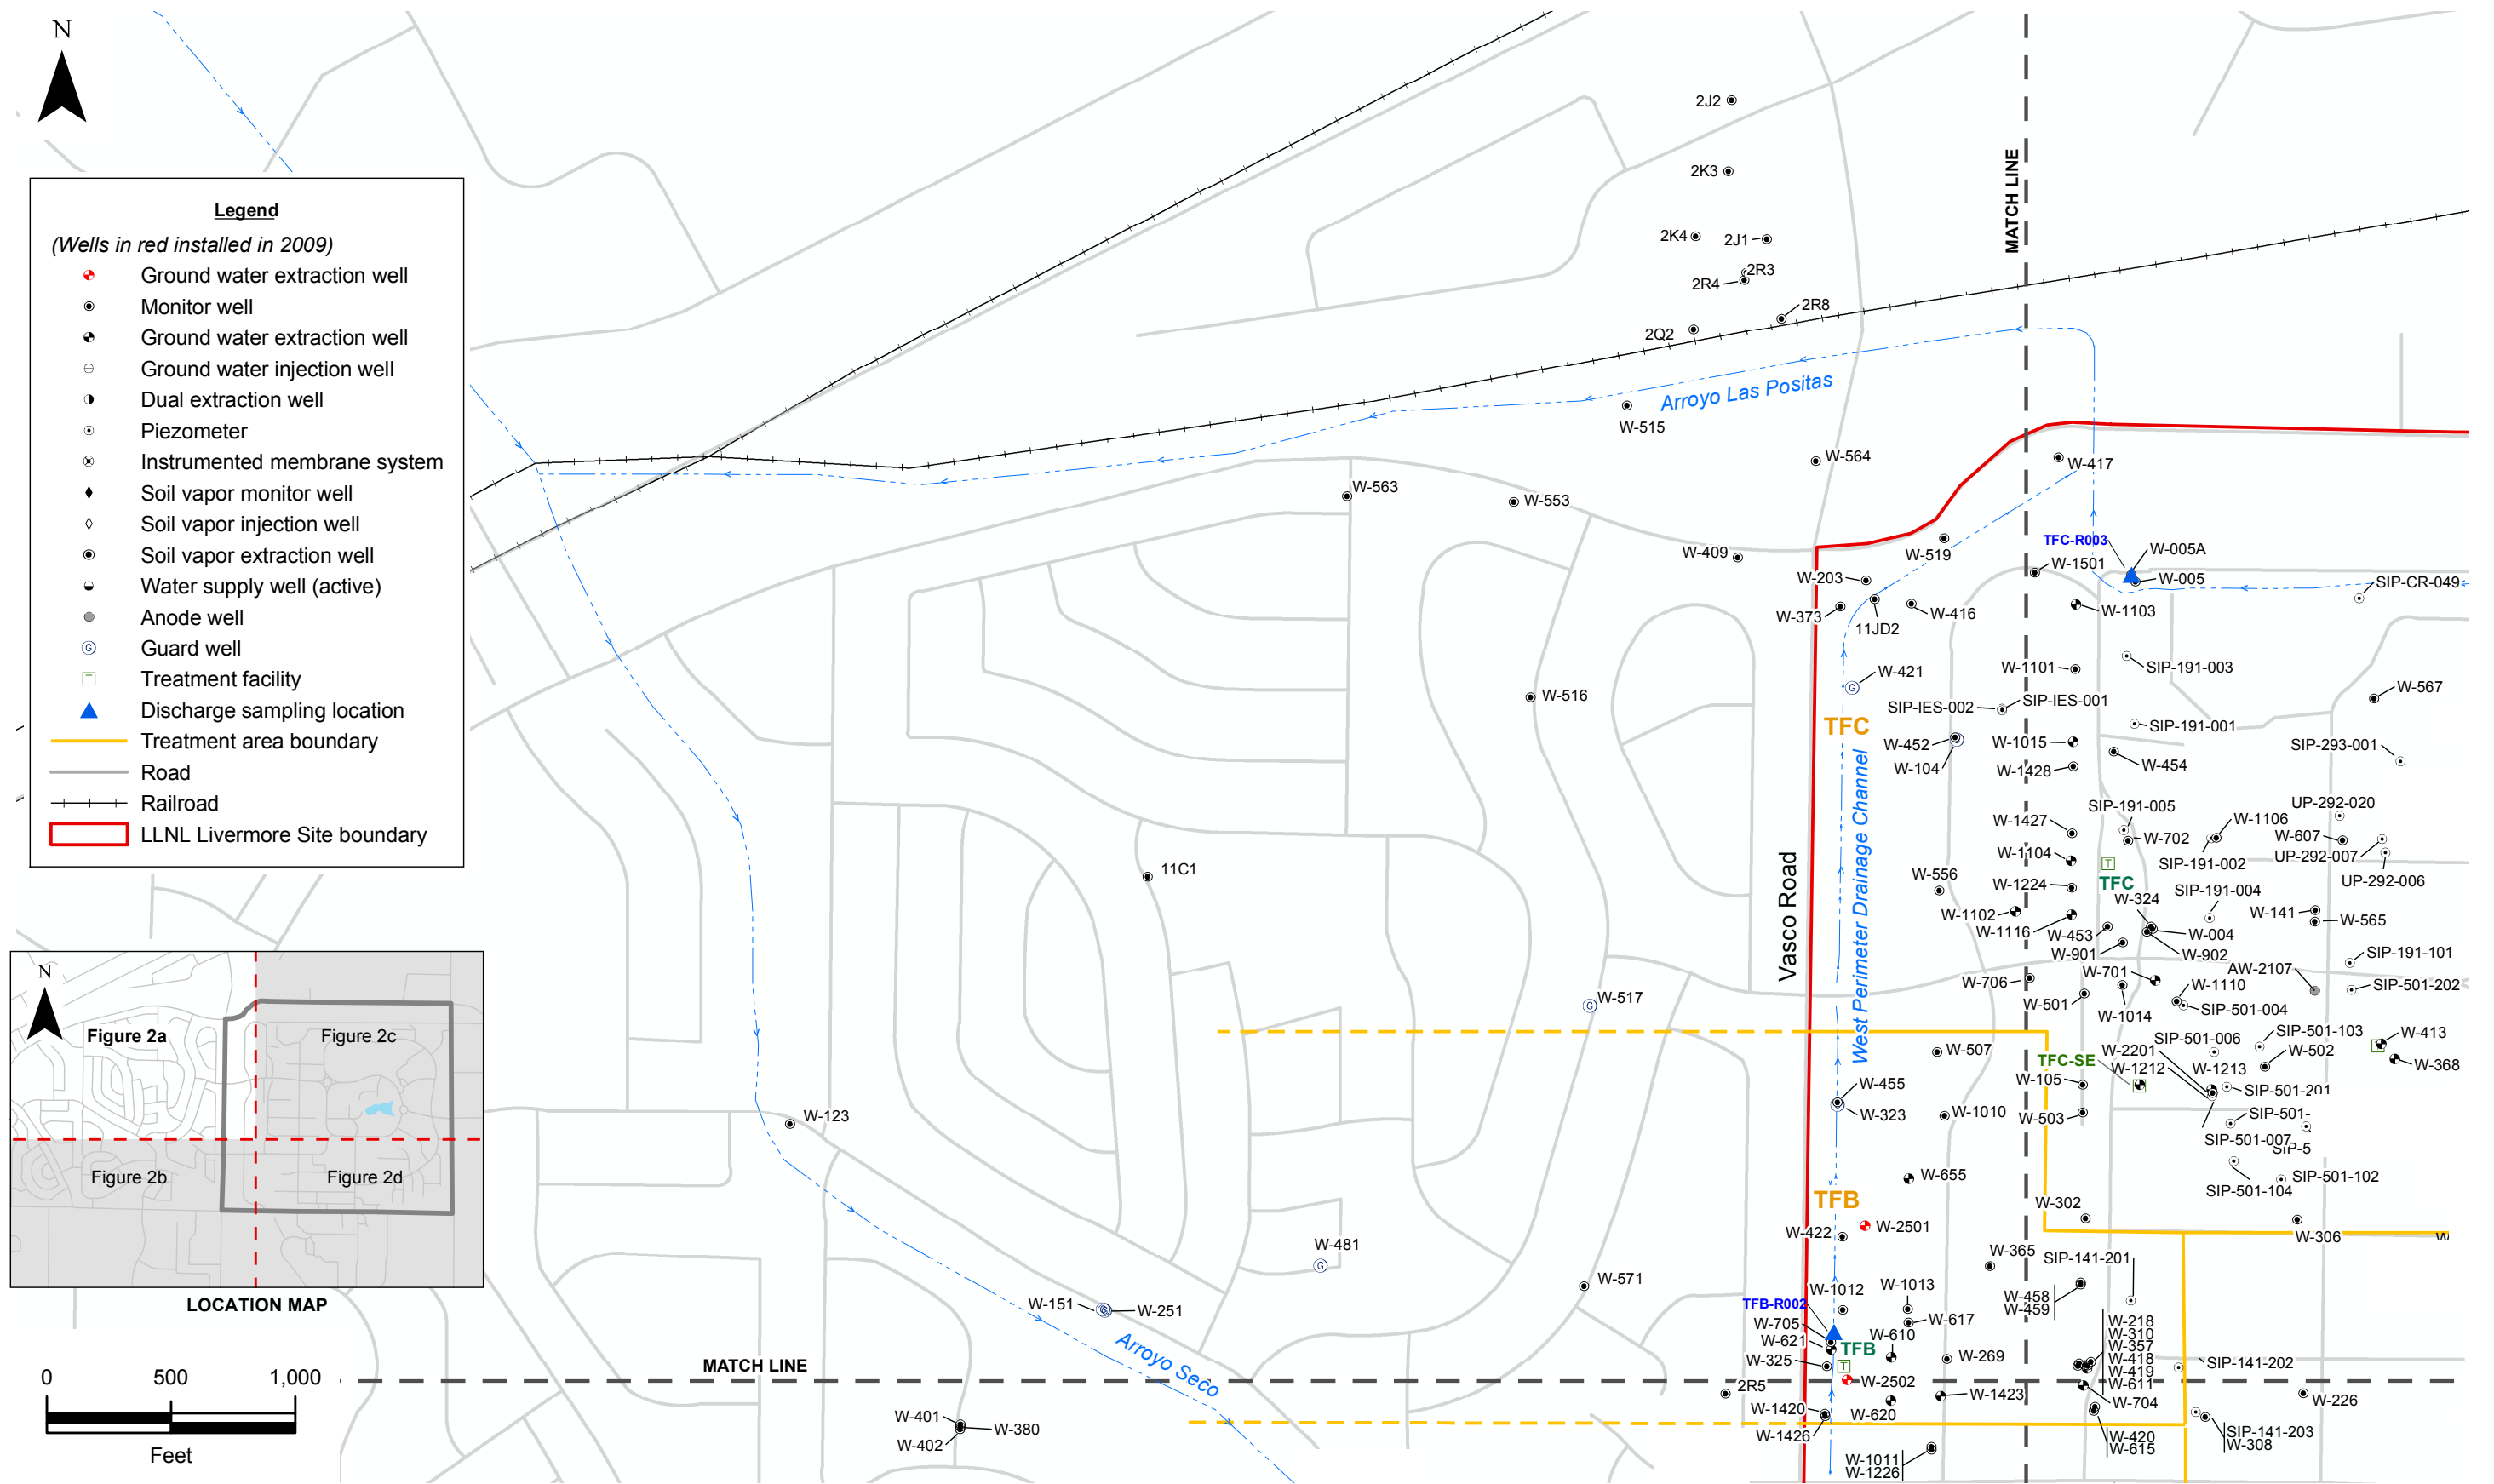 N
Legend
(Wells in red installed in 2009)
Ground water extraction well
Monitor well
Ground water extraction well
Ground water injection well
Dual extraction well
Piezometer
Instrumented membrane system
Soil vapor monitor well
Soil vapor injection well
Soil vapor extraction well
Water supply well (active)
Anode well
G Guard well
T Treatment facility
Discharge sampling location
Treatment area boundary
Road
Railroad
LLNL Livermore Site boundary
N
Figure 2a
Figure 2c
Figure 2b
Figure 2d
LOCATION MAP
0 500 1,000
Feet
MATCH LINE
MATCH LINE
2J2
2K3
2K4
2J1
2R3
2R4
2R8
2Q2
Arroyo Las Positas
W-515
W-564
W-417
W-563
W-553
W-409
W-519
TFC-R003
W-005A
W-1501
W-005
SIP-CR-049
W-203
W-373
11JD2
W-416
W-1103
W-421
W-1101
SIP-191-003
W-516
SIP-IES-002
SIP-IES-001
W-567
TFC
SIP-191-001
W-452
W-1015
SIP-293-001
W-104
W-1428
W-454
West Perimeter Drainage Channel
Vasco Road
SIP-191-005
UP-292-020
W-1427
W-1106
W-702
W-607
W-1104
SIP-191-002
UP-292-007
11C1
W-556
W-1224
TFC
SIP-191-004
UP-292-006
W-324
W-1102
W-141
W-565
W-1116
W-453
W-004
W-901
W-902
SIP-191-101
W-701
AW-2107
W-706
W-1110
SIP-501-202
W-517
W-501
SIP-501-004
W-1014
SIP-501-103
W-413
SIP-501-006
W-507
TFC-SE
W-2201
W-502
W-1212
W-1213
W-368
W-105
SIP-501-201
W-455
W-323
W-1010
W-503
SIP-501-
SIP-501-007
SIP-5
W-123
W-655
SIP-501-102
SIP-501-104
TFB
W-302
W-2501
W-422
W-306
W
W-481
W-365
SIP-141-201
W-571
W-1012
W-1013
W-458
W-459
W-151
W-251
TFB-R002
W-705
W-617
W-218
W-310
W-357
W-418
W-419
W-611
W-621
W-610
TFB
Arroyo Seco
W-325
W-269
SIP-141-202
2R5
W-2502
W-1423
W-704
W-226
W-1420
W-620
W-401
W-380
W-402
W-1426
W-420
W-615
SIP-141-203
W-308
W-1011
W-1226